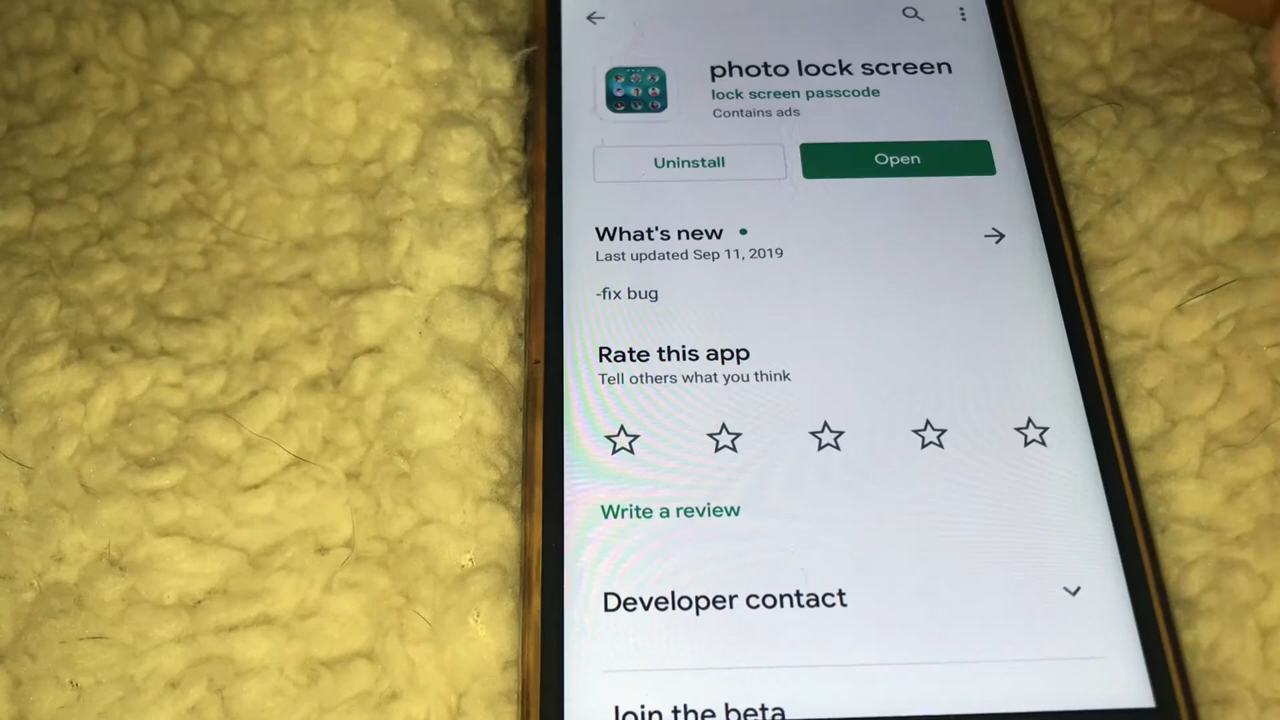 photo lock screen
lock screen passcode
Contains ads
Uninstall
Open
What's new
Last updated Sep 11, 2019
-fix bug
Rate this app
Tell others what you think
Write a review
Developer contact
Join the beta